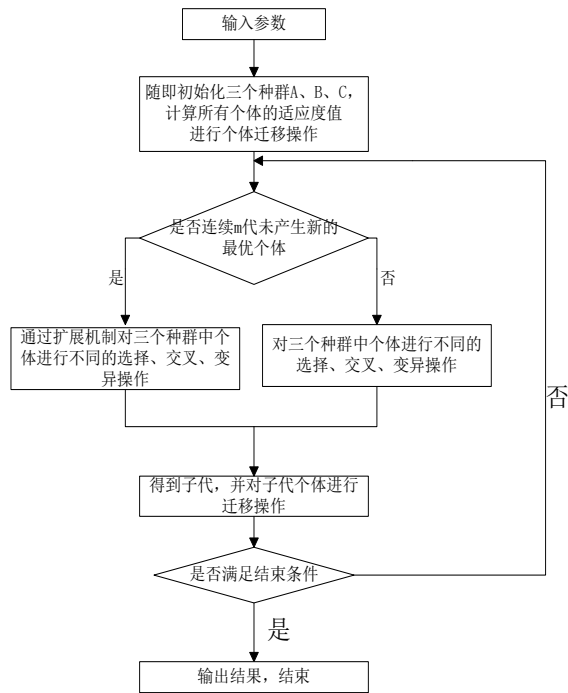 输入参数
随即初始化三个种群A、B、C，
计算所有个体的适应度值
进行个体迁移操作
是否连续m代未产生新的
最优个体
是
否
通过扩展机制对三个种群中个
体进行不同的选择、交叉、变
异操作
对三个种群中个体进行不同的
选择、交叉、变异操作
否
得到子代，并对子代个体进行
迁移操作
是否满足结束条件
是
输出结果，结束